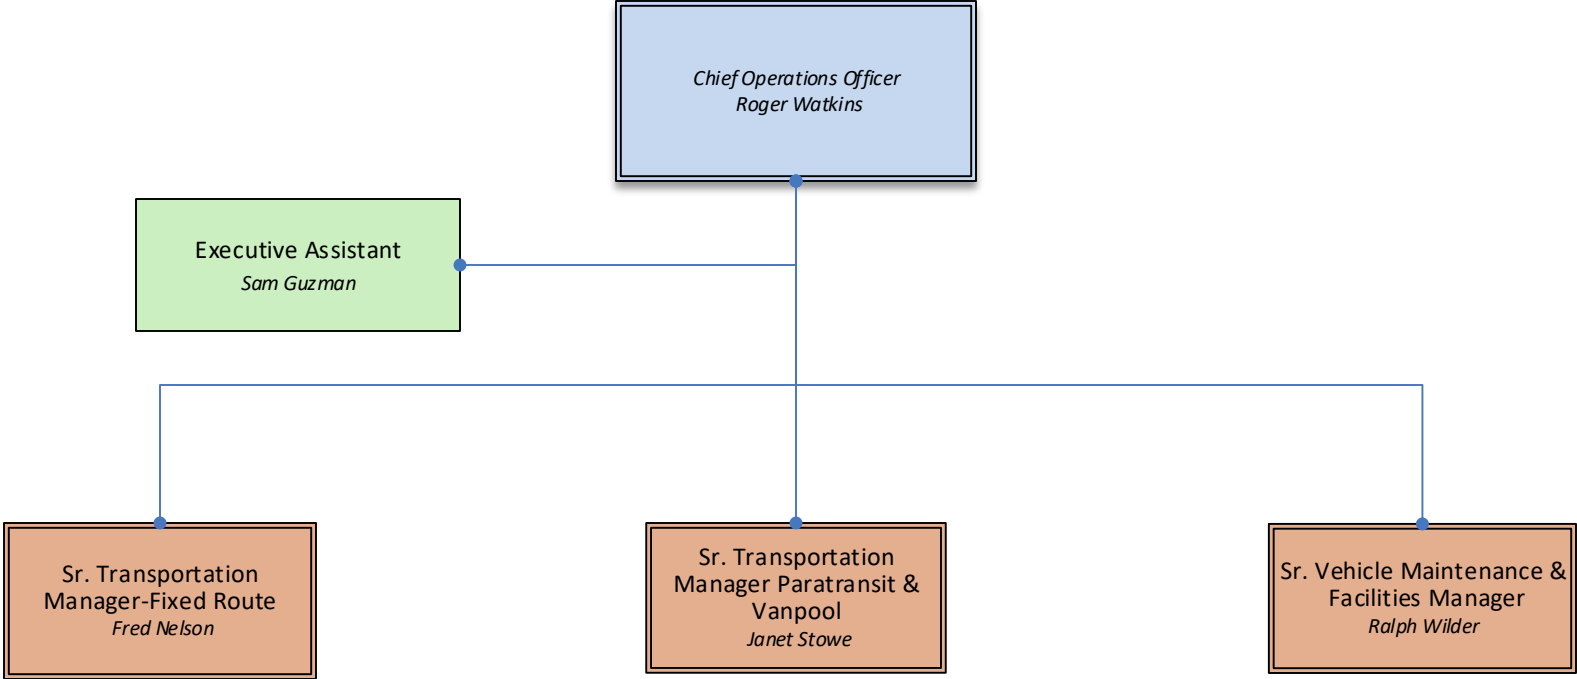 Chief Operations Officer
Roger Watkins
Executive Assistant
Sam Guzman
Sr. Transportation
Manager-Fixed Route
Fred Nelson
Sr. Transportation
Manager Paratransit &
Vanpool
Janet Stowe
Sr. Vehicle Maintenance &
Facilities Manager
Ralph Wilder